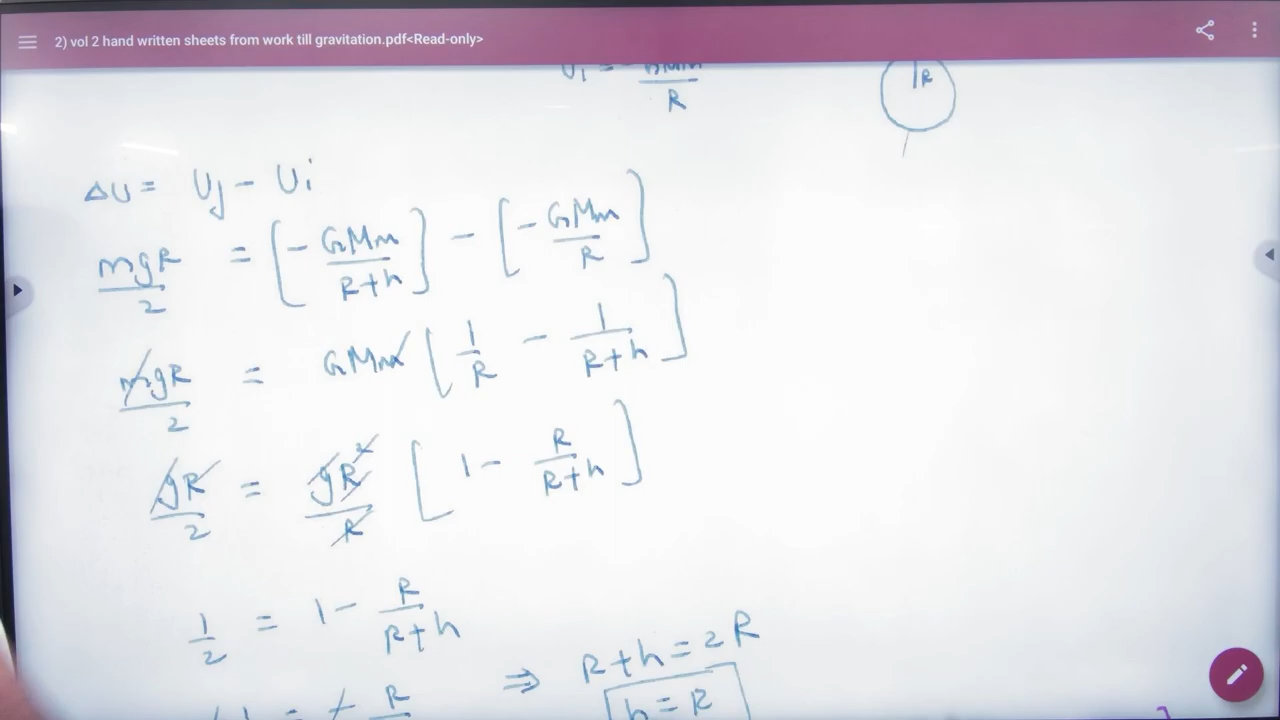 2) vol 2 hand written sheets from work till gravitation.pdf<Read-only>
R
R
ΔU = Uf - Ui
mgR/2 = [-GMm/R+h] - [-GMm/R]
mgR/2 = GMm [1/R - 1/R+h]
gR/2 = gR²/R [1 - R/R+h]
1/2 = 1 - R/R+h
⇒ R+h = 2R
h = R
R